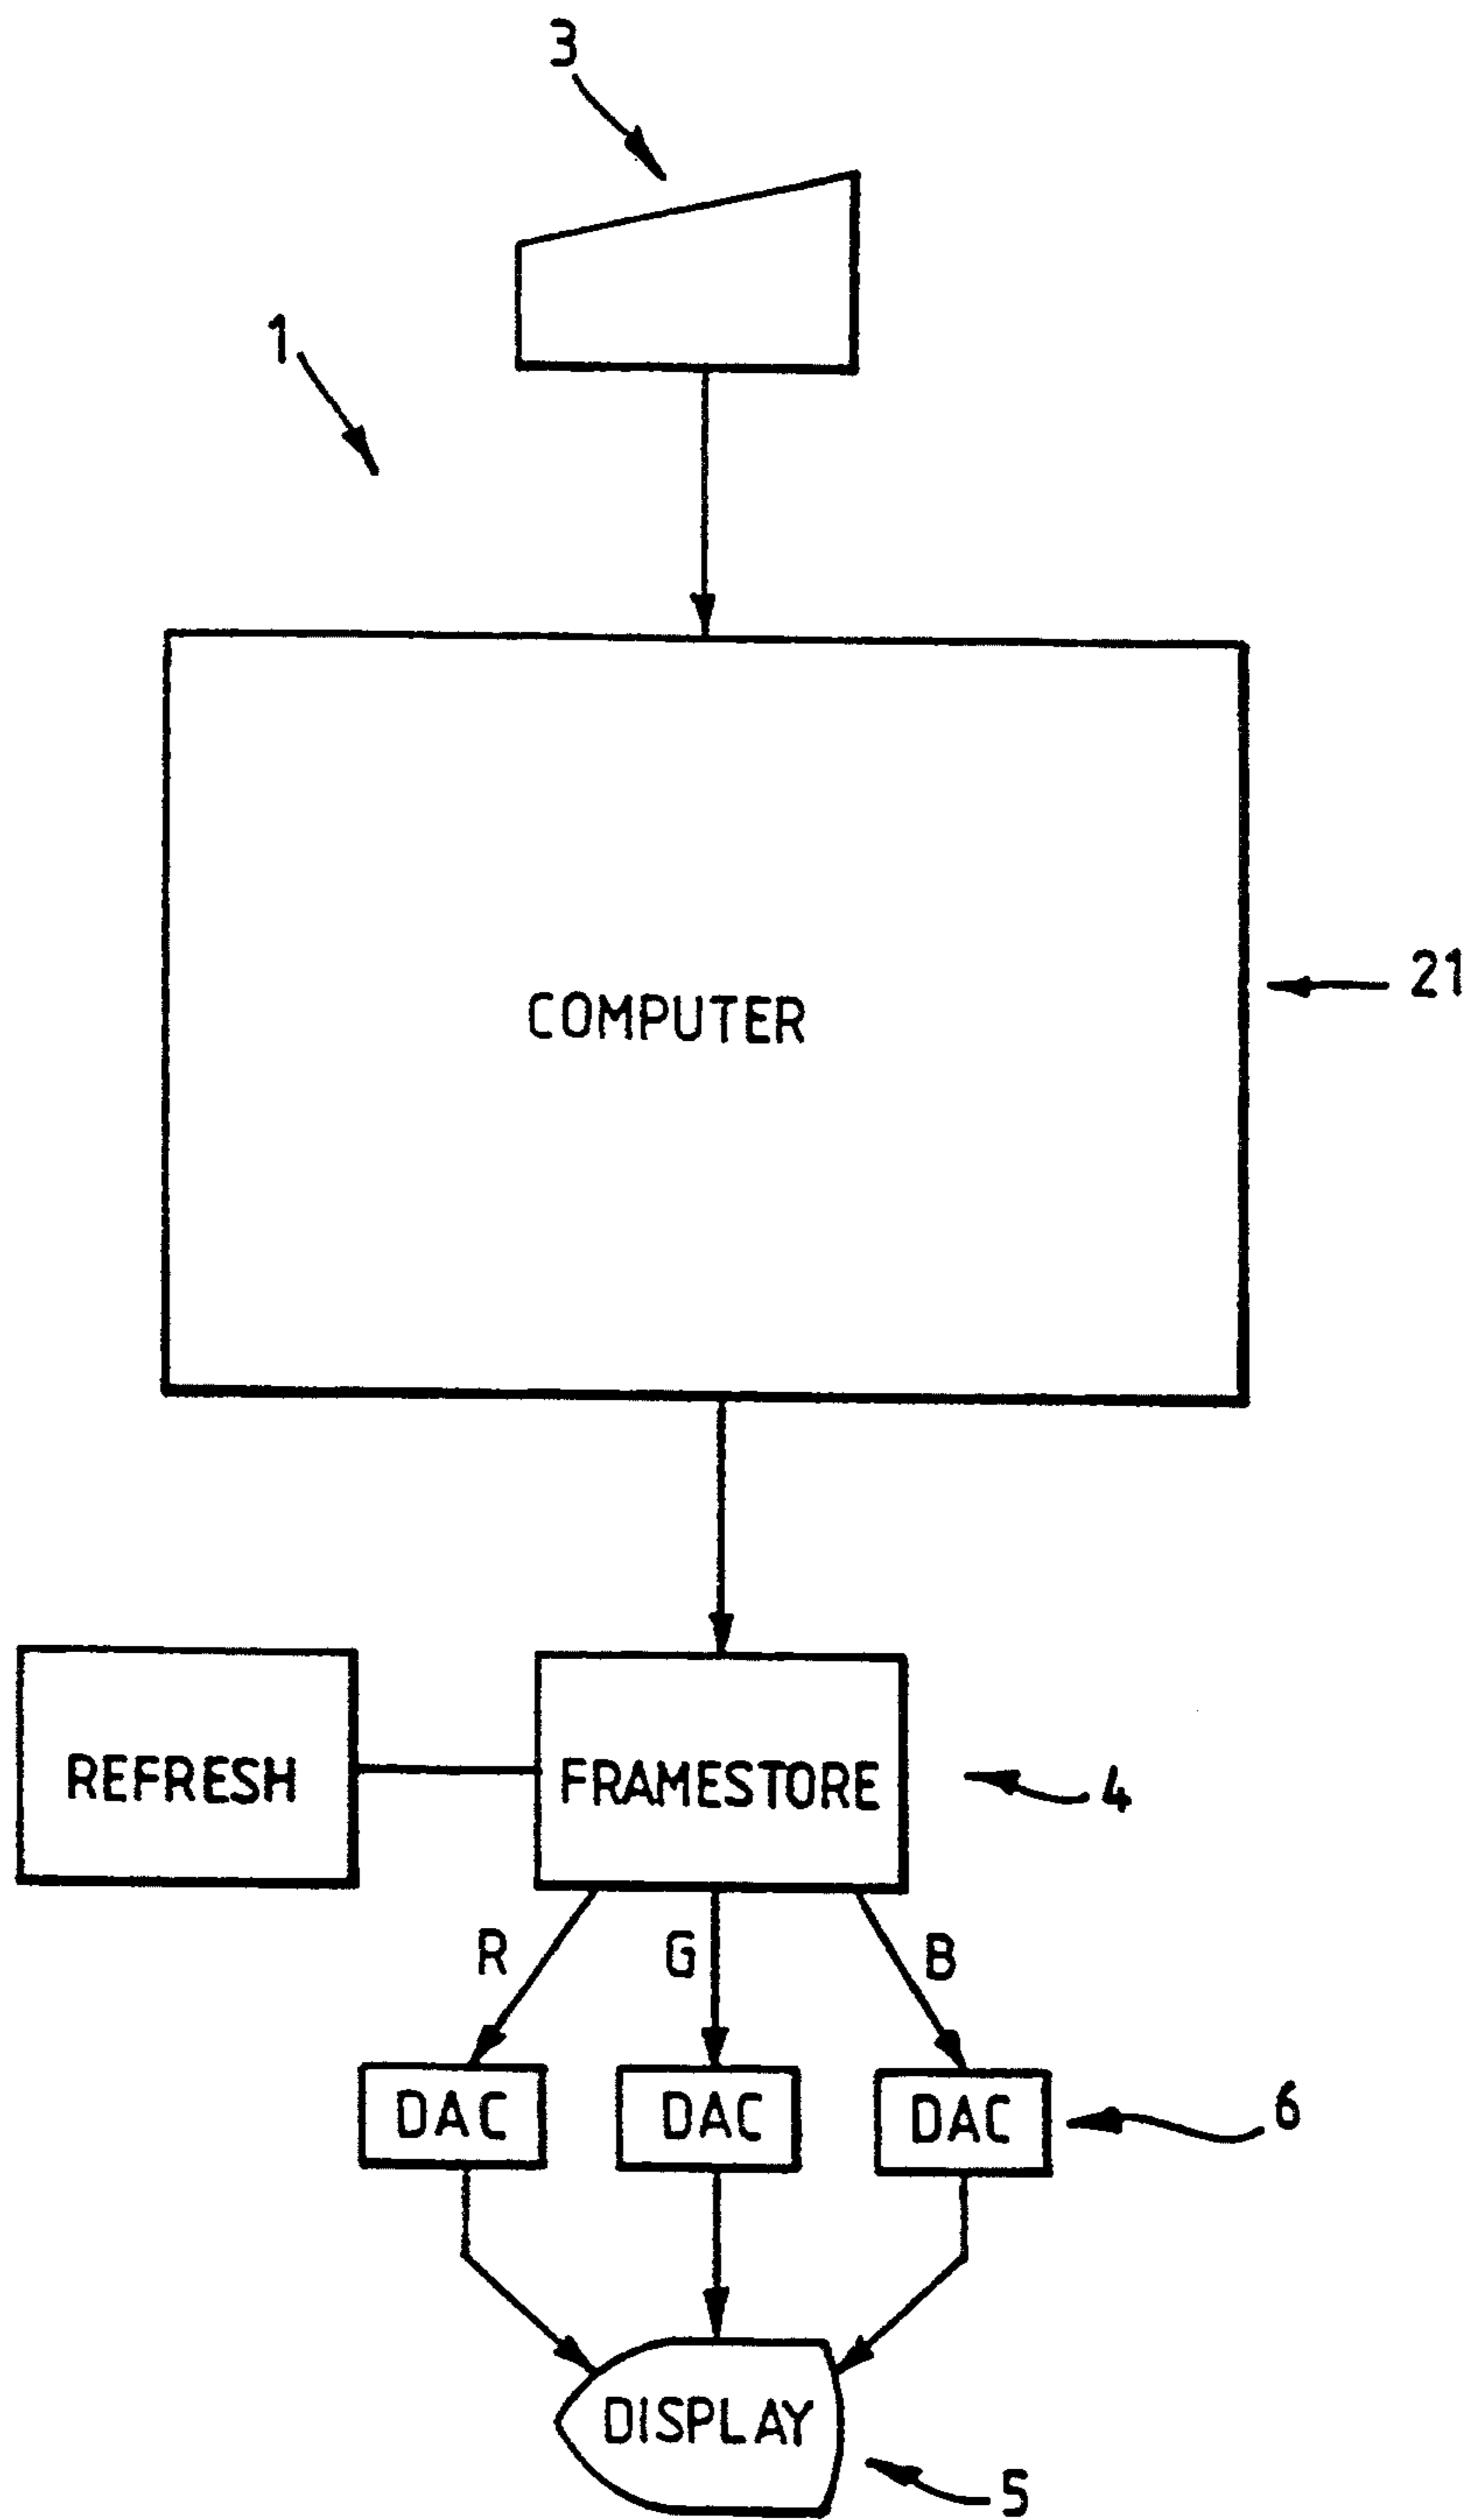 3
1
COMPUTER
21
REFRESH
FRAMESTORE
4
R
G
B
DAC
DAC
DAC
6
DISPLAY
5